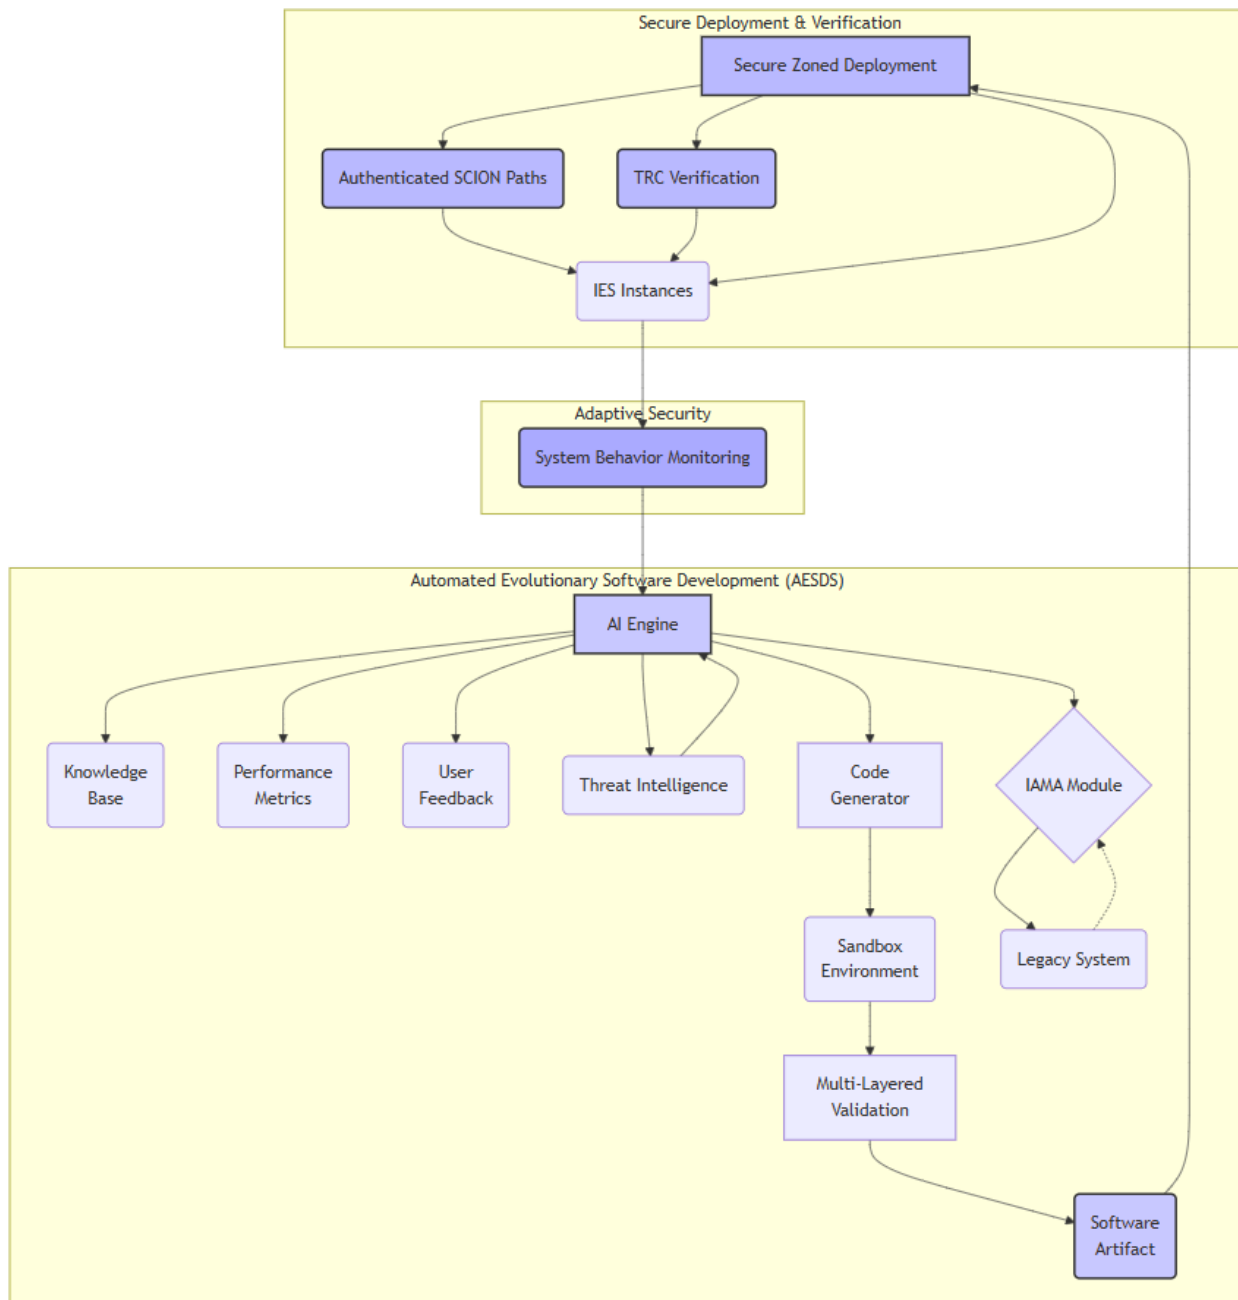 Secure Deployment & Verification
Secure Zoned Deployment
Authenticated SCION Paths
TRC Verification
IES Instances
Adaptive Security
System Behavior Monitoring
Automated Evolutionary Software Development (AESDS)
AI Engine
Knowledge
Base
Performance
Metrics
User
Feedback
Threat Intelligence
Code
Generator
IAMA Module
Sandbox
Environment
Legacy System
Multi-Layered
Validation
Software
Artifact